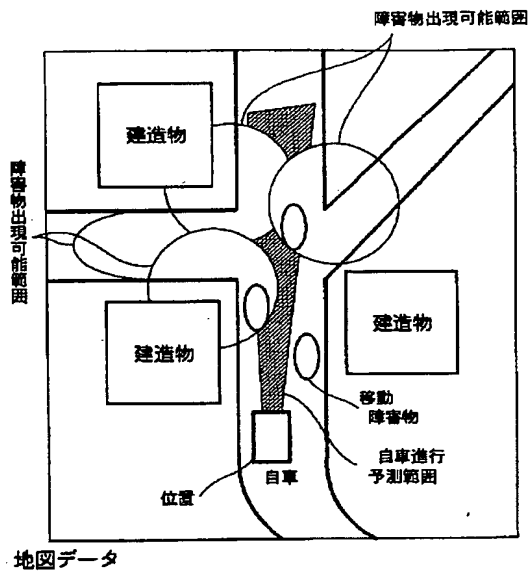 障害物出現可能範囲
建造物
障害物出現可能範囲
建造物
建造物
移動
障害物
自車進行
予測範囲
自車
位置
地図データ